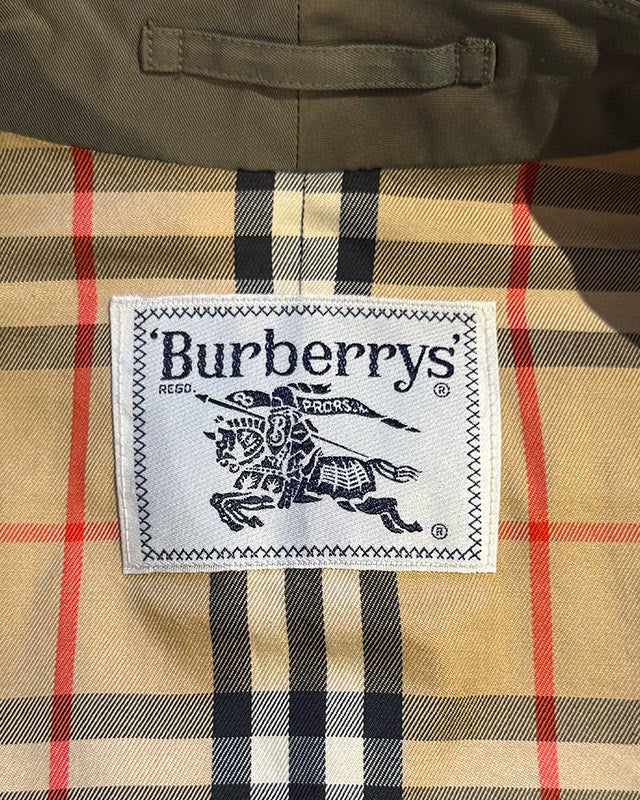 'Burberrys'
REGD. ®
PRORSUM
B
®